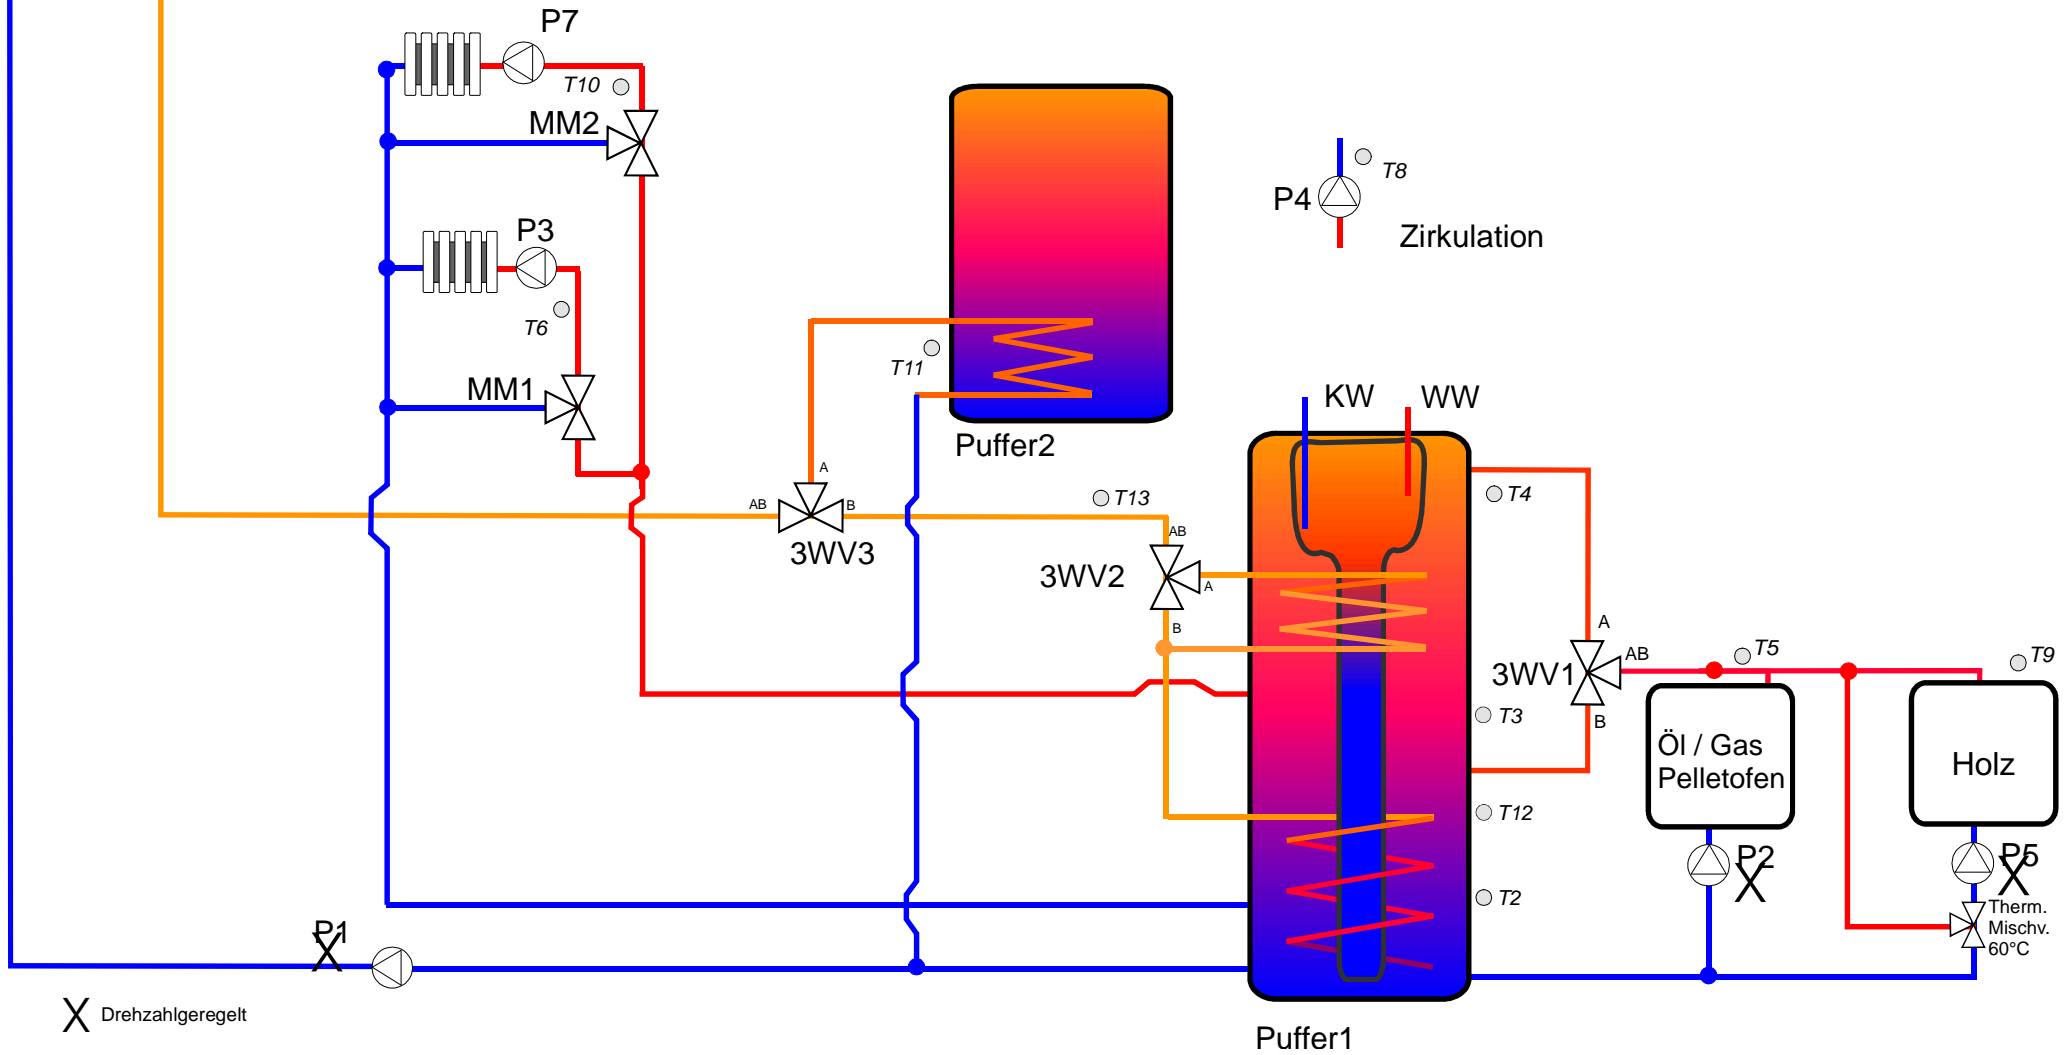 P7
T10
MM2
P3
T6
MM1
T8
P4
Zirkulation
T11
Puffer2
KW
WW
A
AB
B
3WV3
T13
AB
3WV2
A
B
T4
A
AB
3WV1
B
T5
T9
T3
Öl / Gas
Pelletofen
Holz
T12
P2
X
P5
X
T2
Therm.
Mischv.
60°C
P1
X
X Drehzahlgeregelt
Puffer1